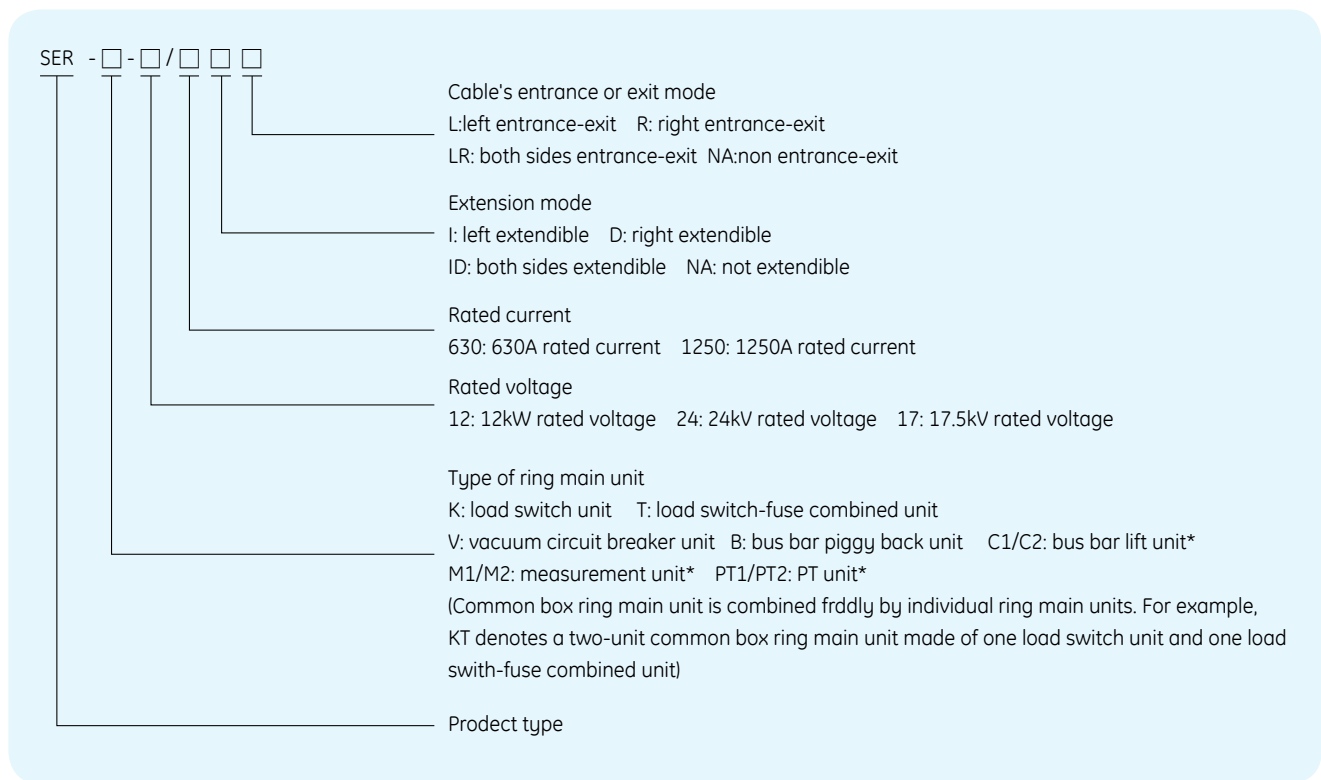 SER -□-□/□ □ □
Cable's entrance or exit mode
L:left entrance-exit R: right entrance-exit
LR: both sides entrance-exit NA:non entrance-exit
Extension mode
I: left extendible D: right extendible
ID: both sides extendible NA: not extendible
Rated current
630: 630A rated current 1250: 1250A rated current
Rated voltage
12: 12kW rated voltage 24: 24kV rated voltage 17: 17.5kV rated voltage
Type of ring main unit
K: load switch unit T: load switch-fuse combined unit
V: vacuum circuit breaker unit B: bus bar piggy back unit C1/C2: bus bar lift unit*
M1/M2: measurement unit* PT1/PT2: PT unit*
(Common box ring main unit is combined frddly by individual ring main units. For example,
KT denotes a two-unit common box ring main unit made of one load switch unit and one load
swith-fuse combined unit)
Prodect type